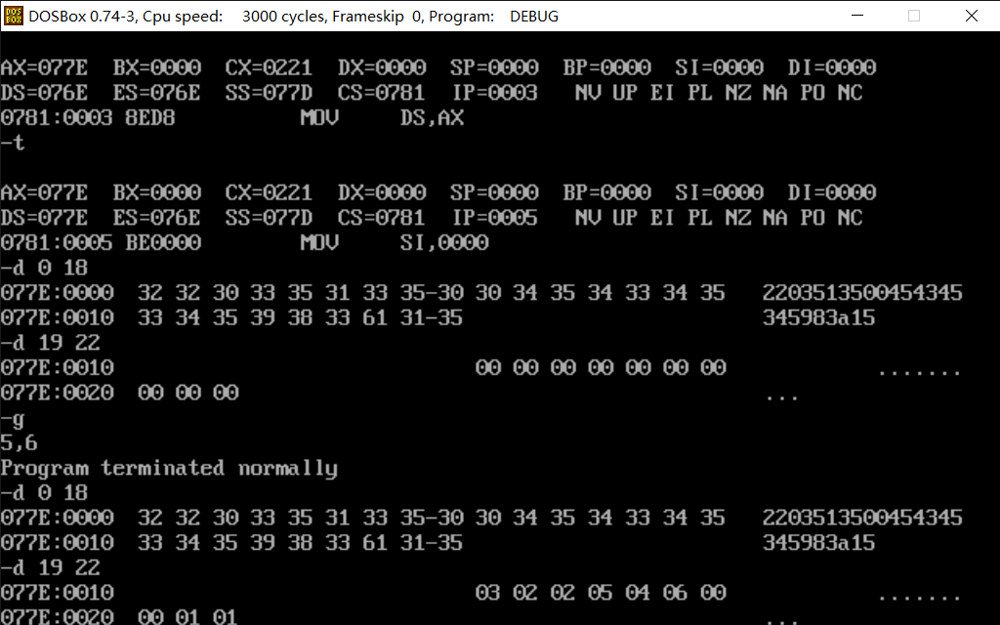 DOSBox 0.74-3, Cpu speed: 3000 cycles, Frameskip 0, Program: DEBUG
AX=077E BX=0000 CX=0221 DX=0000 SP=0000 BP=0000 SI=0000 DI=0000
DS=076E ES=076E SS=077D CS=0781 IP=0003 NV UP EI PL NZ NA PO NC
0781:0003 8ED8 MOV DS,AX
-t
AX=077E BX=0000 CX=0221 DX=0000 SP=0000 BP=0000 SI=0000 DI=0000
DS=077E ES=076E SS=077D CS=0781 IP=0005 NV UP EI PL NZ NA PO NC
0781:0005 BE0000 MOV SI,0000
-d 0 18
077E:0000 32 32 30 33 35 31 33 35-30 30 34 35 34 33 34 35 2203513500454345
077E:0010 33 34 35 39 38 33 61 31-35 345983a15
-d 19 22
077E:0010 00 00 00 00 00 00 00 .......
077E:0020 00 00 00 ...
-g
5,6
Program terminated normally
-d 0 18
077E:0000 32 32 30 33 35 31 33 35-30 30 34 35 34 33 34 35 2203513500454345
077E:0010 33 34 35 39 38 33 61 31-35 345983a15
-d 19 22
077E:0010 03 02 02 05 04 06 00 .......
077E:0020 00 01 01 ...